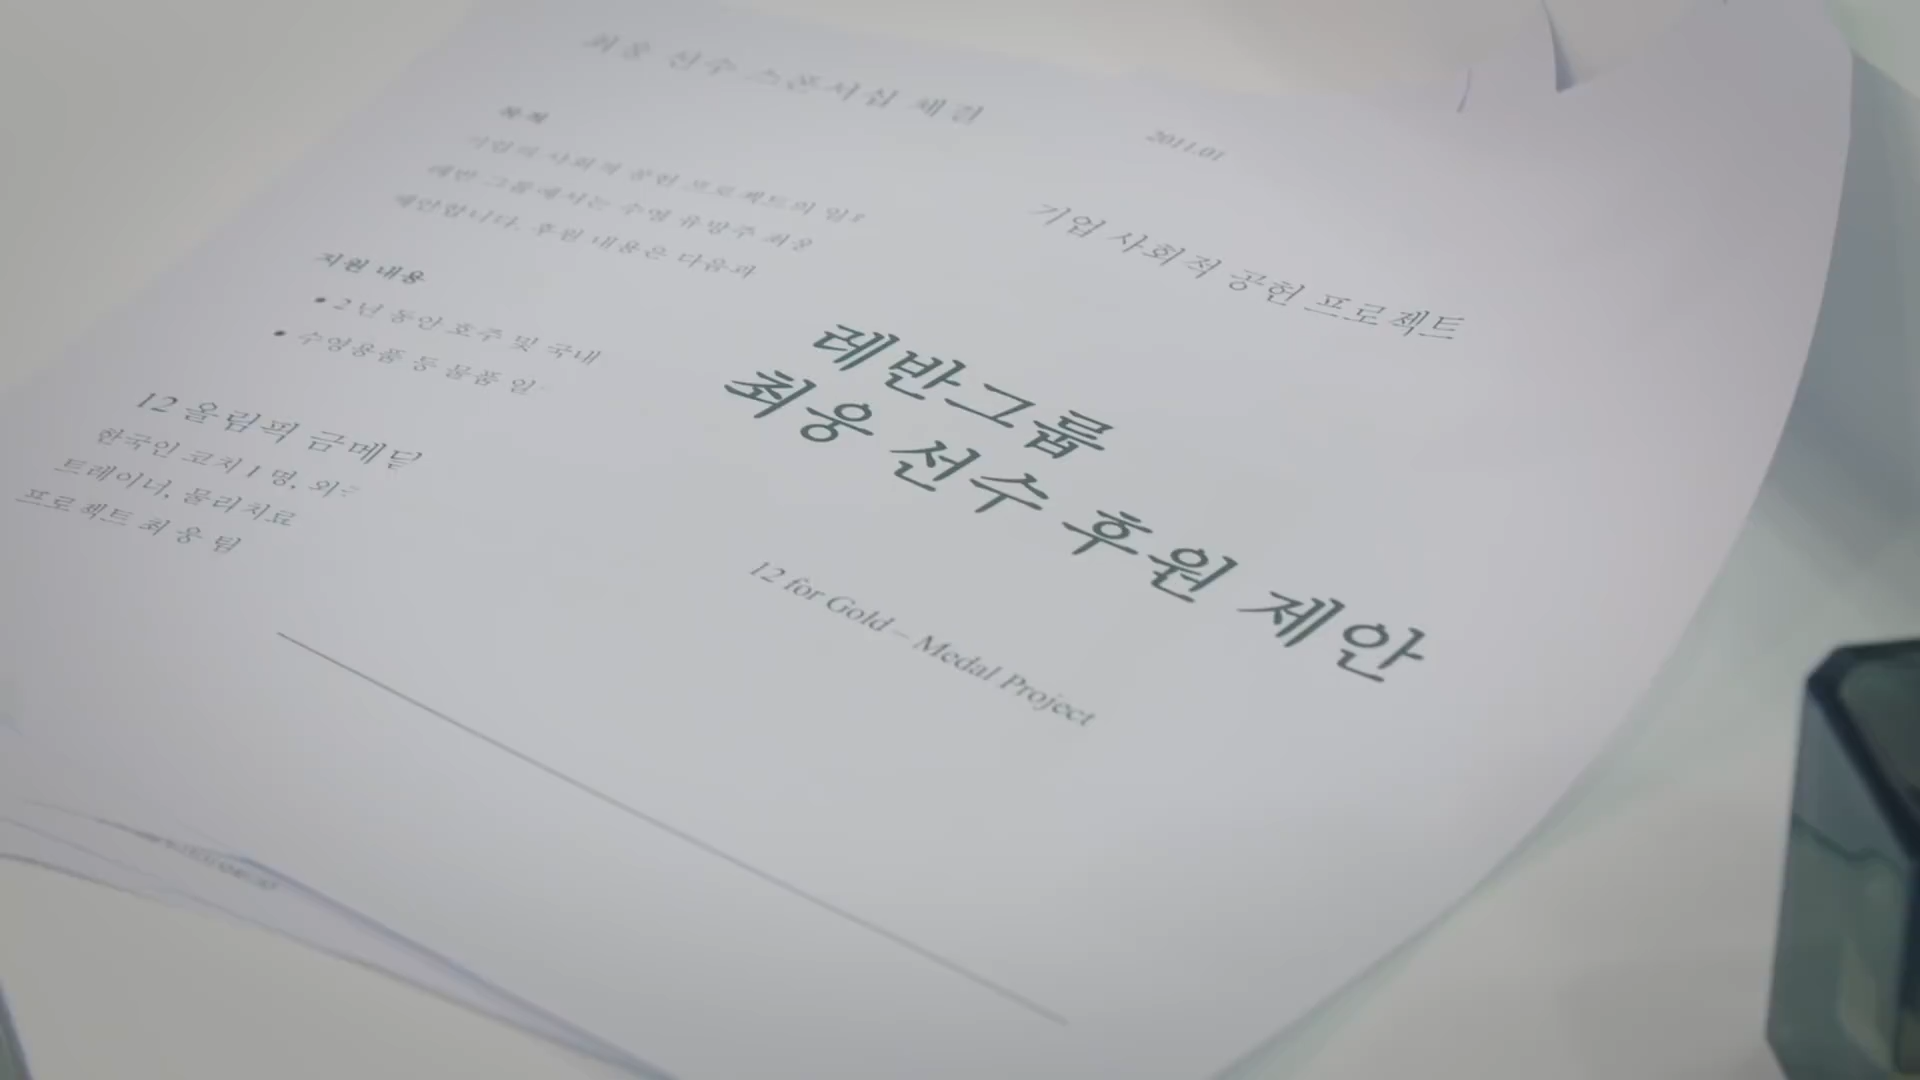 최웅 선수 스폰서십 체결
목적
기업의 사회적 공헌 프로젝트의 일
레반 그룹에서는 수영 유망주 최웅
제안합니다. 후원 내용은 다음과
지원 내용
• 2년 동안 호주 및 국내
• 수영용품 등 물품 일
12 올림픽 금메달
한국인 코치 1 명, 외
트레이너, 물리치료
프로젝트 최웅 팀
2011.01
기업 사회적 공헌 프로젝트
레반그룹
최웅 선수 후원 제안
12 for Gold – Medal Project